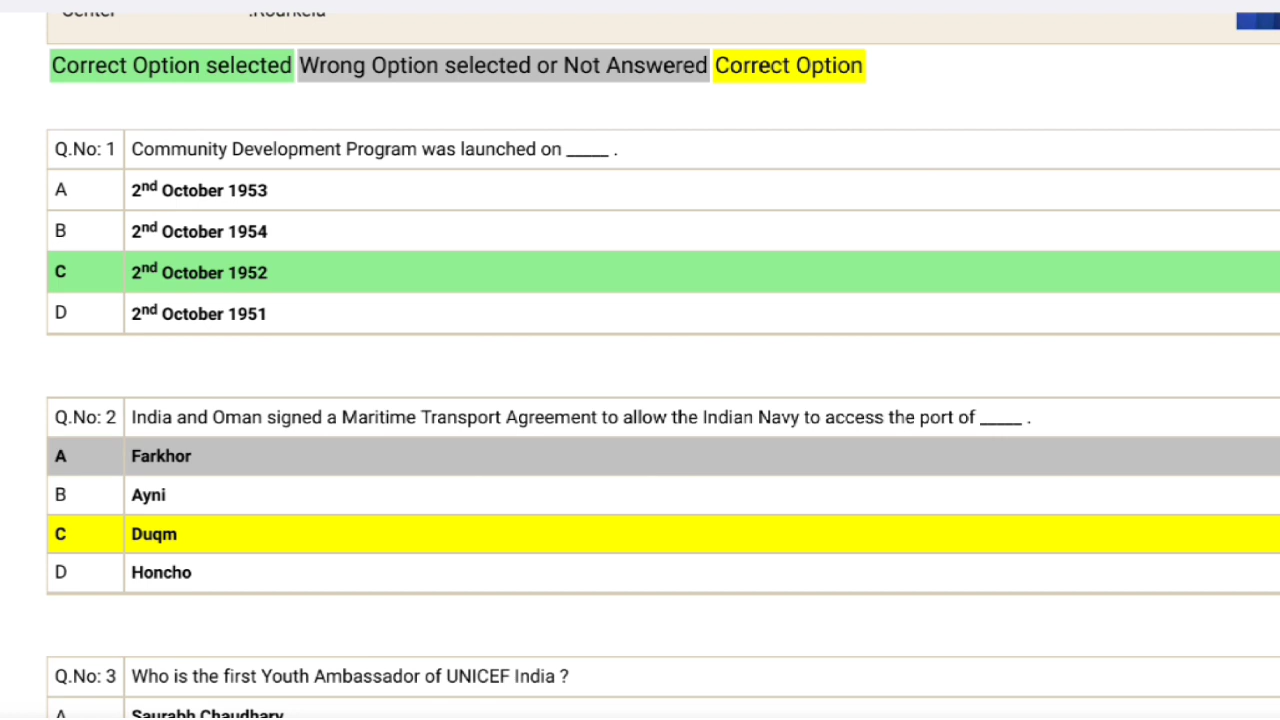 Center :Rourkela
Correct Option selected Wrong Option selected or Not Answered Correct Option
Q.No: 1 Community Development Program was launched on _____ .
A 2nd October 1953
B 2nd October 1954
C 2nd October 1952
D 2nd October 1951
Q.No: 2 India and Oman signed a Maritime Transport Agreement to allow the Indian Navy to access the port of _____ .
A Farkhor
B Ayni
C Duqm
D Honcho
Q.No: 3 Who is the first Youth Ambassador of UNICEF India ?
A Saurabh Chaudhary